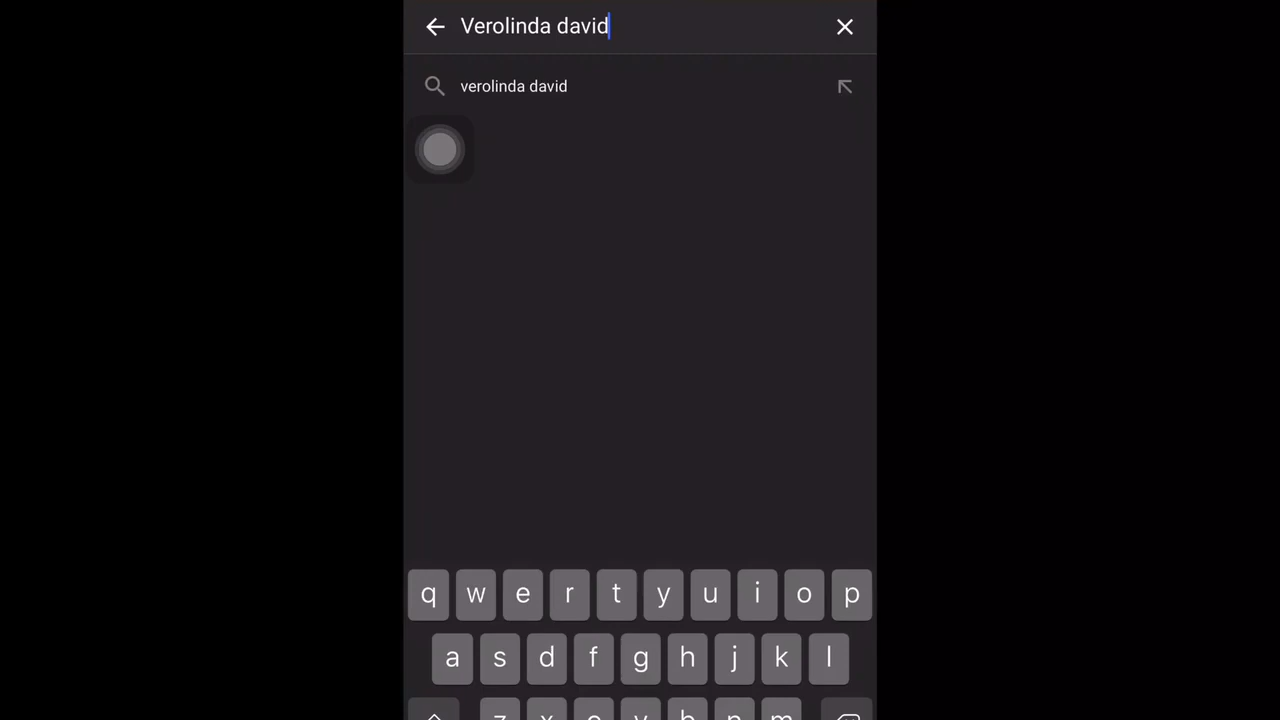 Verolinda david
verolinda david
q w e r t y u i o p
a s d f g h j k l
z x c v b n m